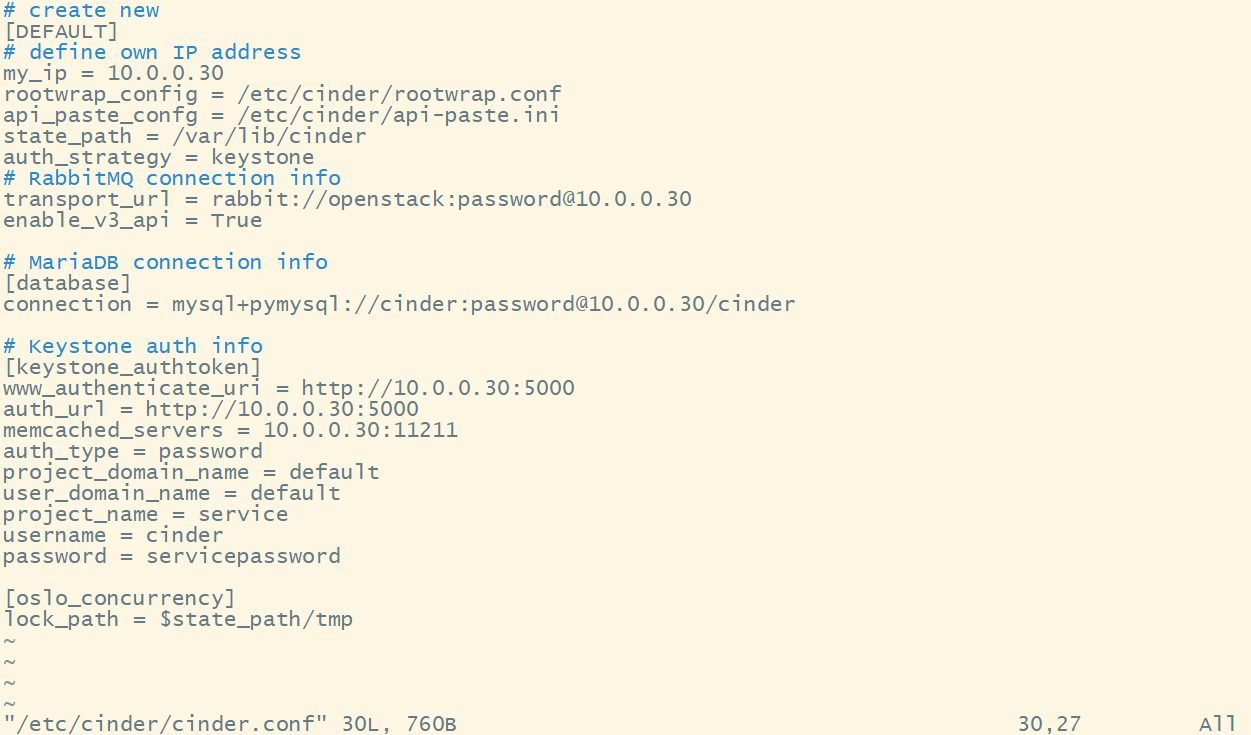 # create new
[DEFAULT]
# define own IP address
my_ip = 10.0.0.30
rootwrap_config = /etc/cinder/rootwrap.conf
api_paste_confg = /etc/cinder/api-paste.ini
state_path = /var/lib/cinder
auth_strategy = keystone
# RabbitMQ connection info
transport_url = rabbit://openstack:password@10.0.0.30
enable_v3_api = True

# MariaDB connection info
[database]
connection = mysql+pymysql://cinder:password@10.0.0.30/cinder

# Keystone auth info
[keystone_authtoken]
www_authenticate_uri = http://10.0.0.30:5000
auth_url = http://10.0.0.30:5000
memcached_servers = 10.0.0.30:11211
auth_type = password
project_domain_name = default
user_domain_name = default
project_name = service
username = cinder
password = servicepassword

[oslo_concurrency]
lock_path = $state_path/tmp
~
~
~
~
"/etc/cinder/cinder.conf" 30L, 760B 30,27 All